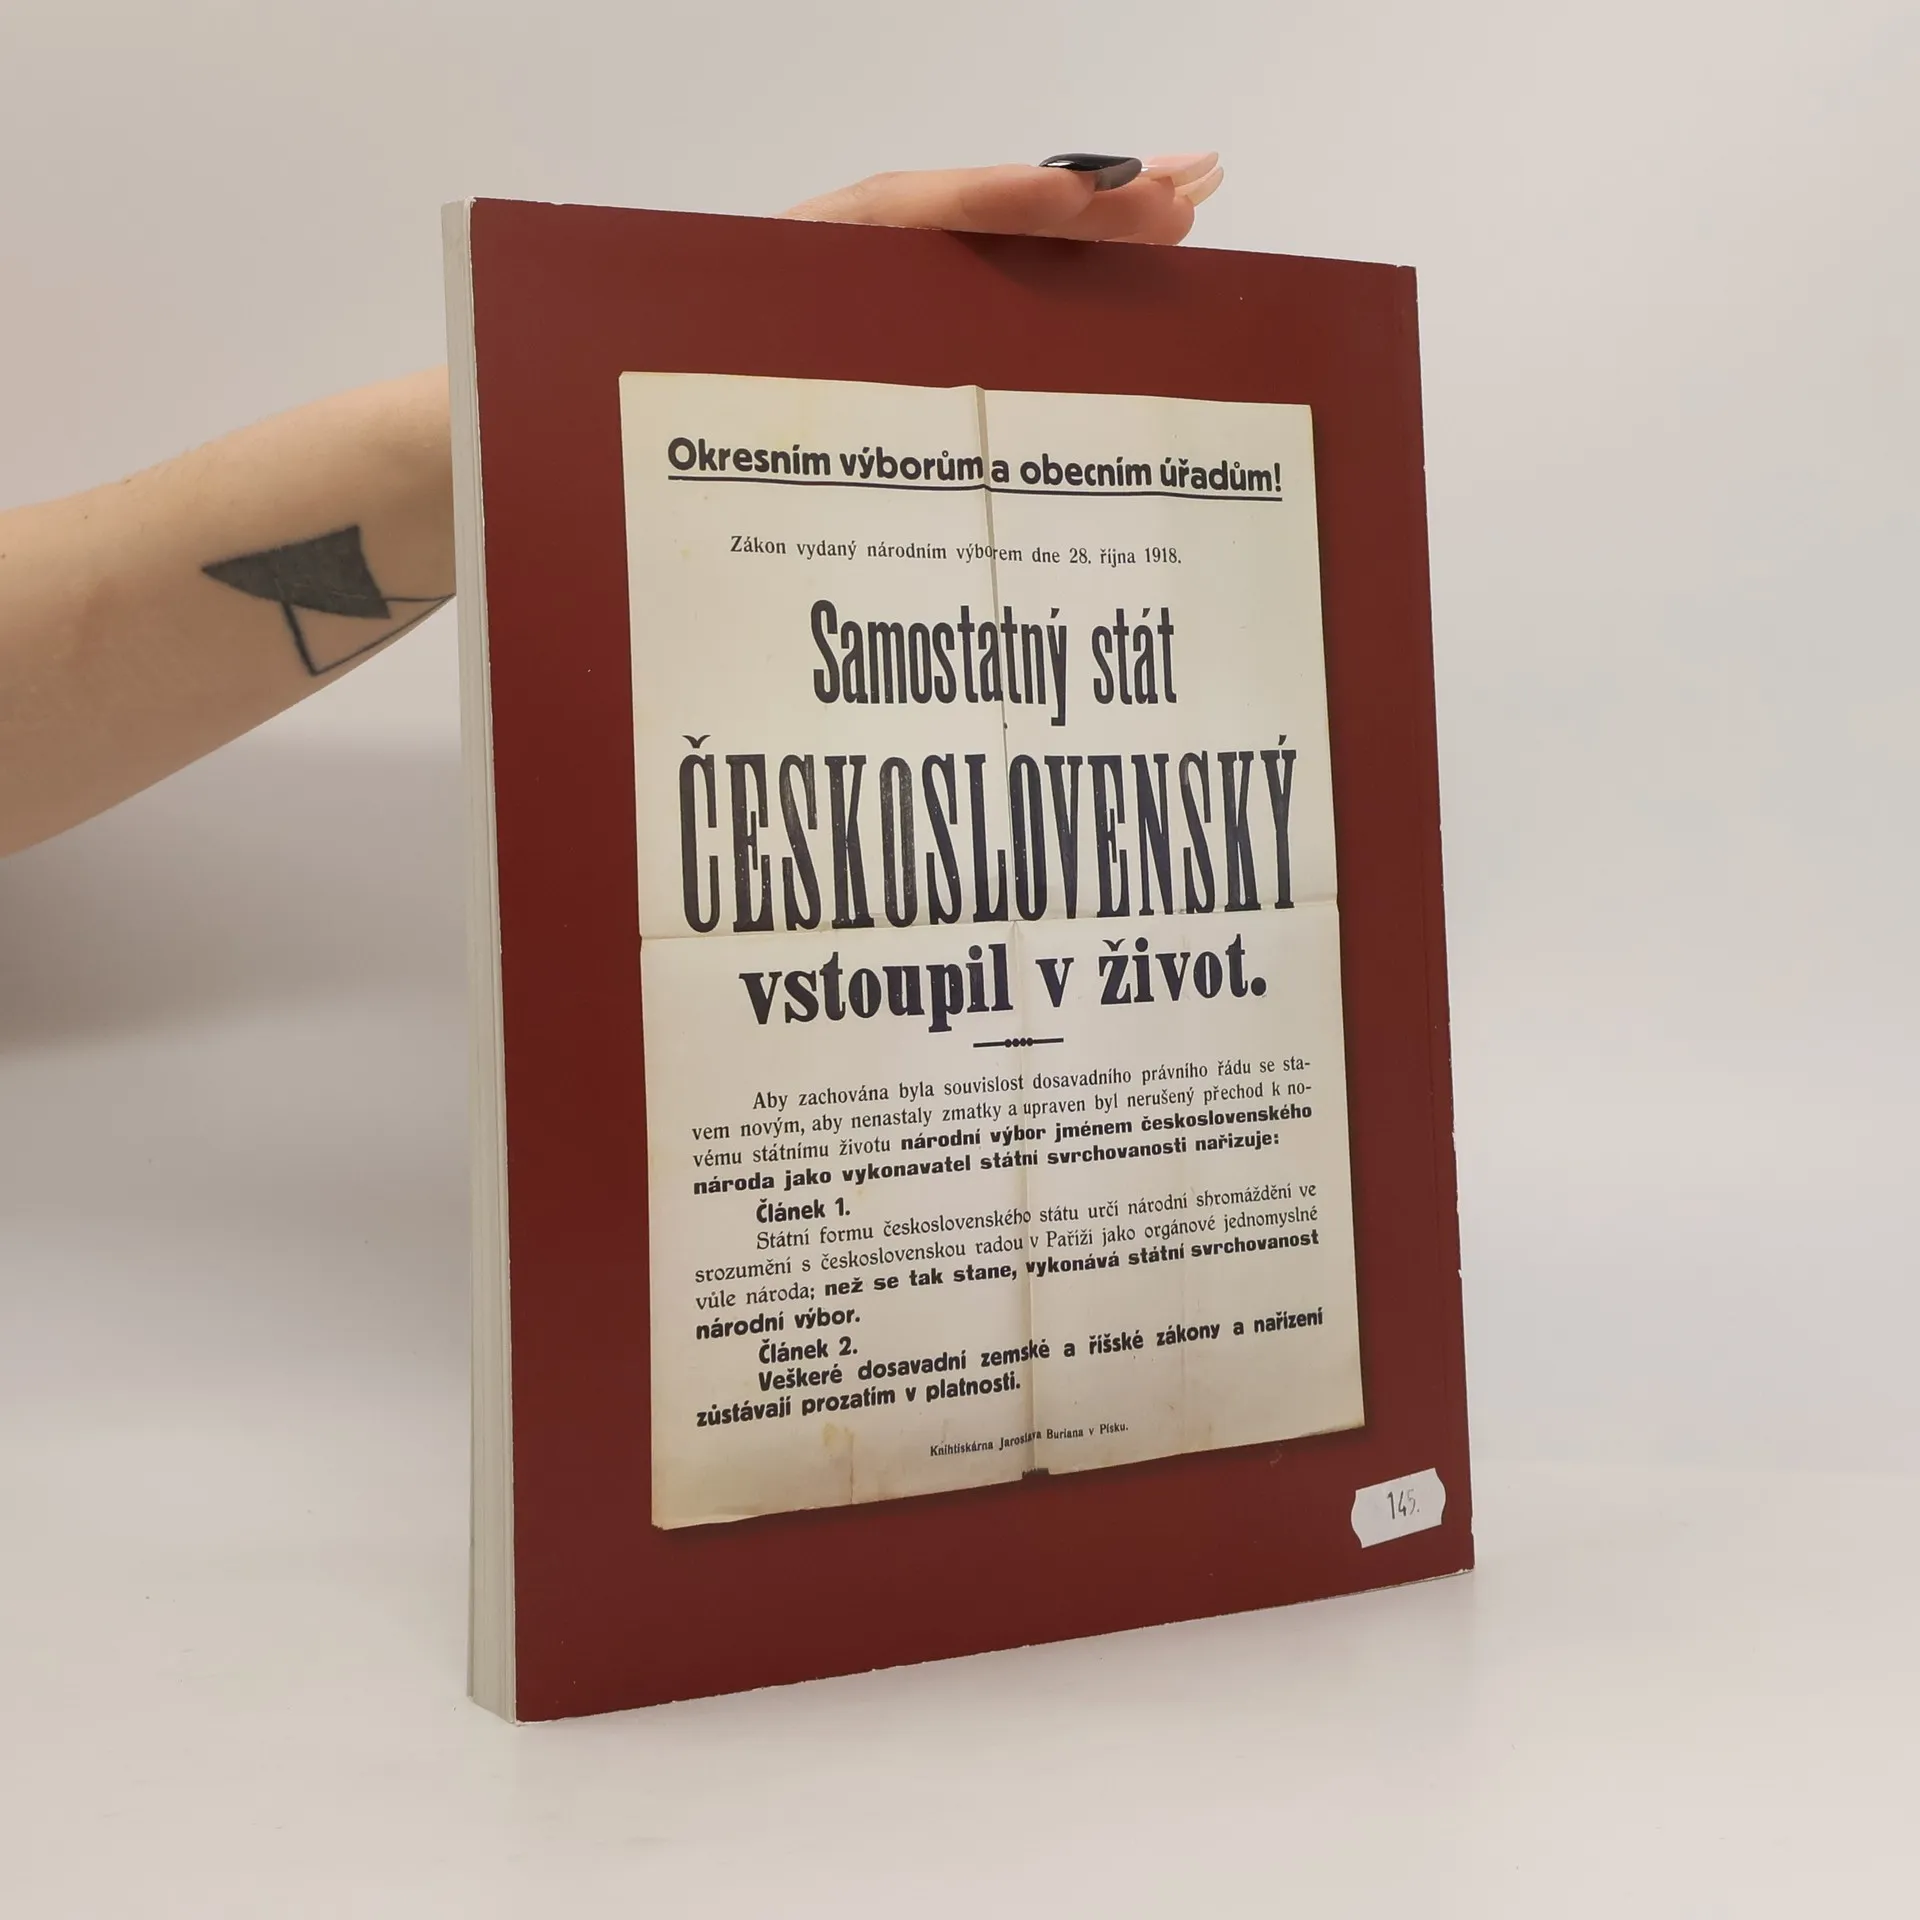 Okresním výborům a obecním úřadům!
Zákon vydaný národním výborem dne 28. října 1918.
Samostatný stát
ČESKOSLOVENSKÝ
vstoupil v život.
Aby zachována byla souvislost dosavadního právního řádu se sta-
vem novým, aby nenastaly zmatky a upraven byl nerušený přechod k no-
vému státnímu životu národní výbor jménem československého
národa jako vykonavatel státní svrchovanosti nařizuje:
Článek 1.
Státní formu československého státu určí národní shromáždění ve
srozumění s československou radou v Paříži jako orgánové jednomyslné
vůle národa; než se tak stane, vykonává státní svrchovanost
národní výbor.
Článek 2.
Veškeré dosavadní zemské a říšské zákony a nařízení
zůstávají prozatím v platnosti.
Knihtiskárna Jaroslava Buriana v Písku.
145.